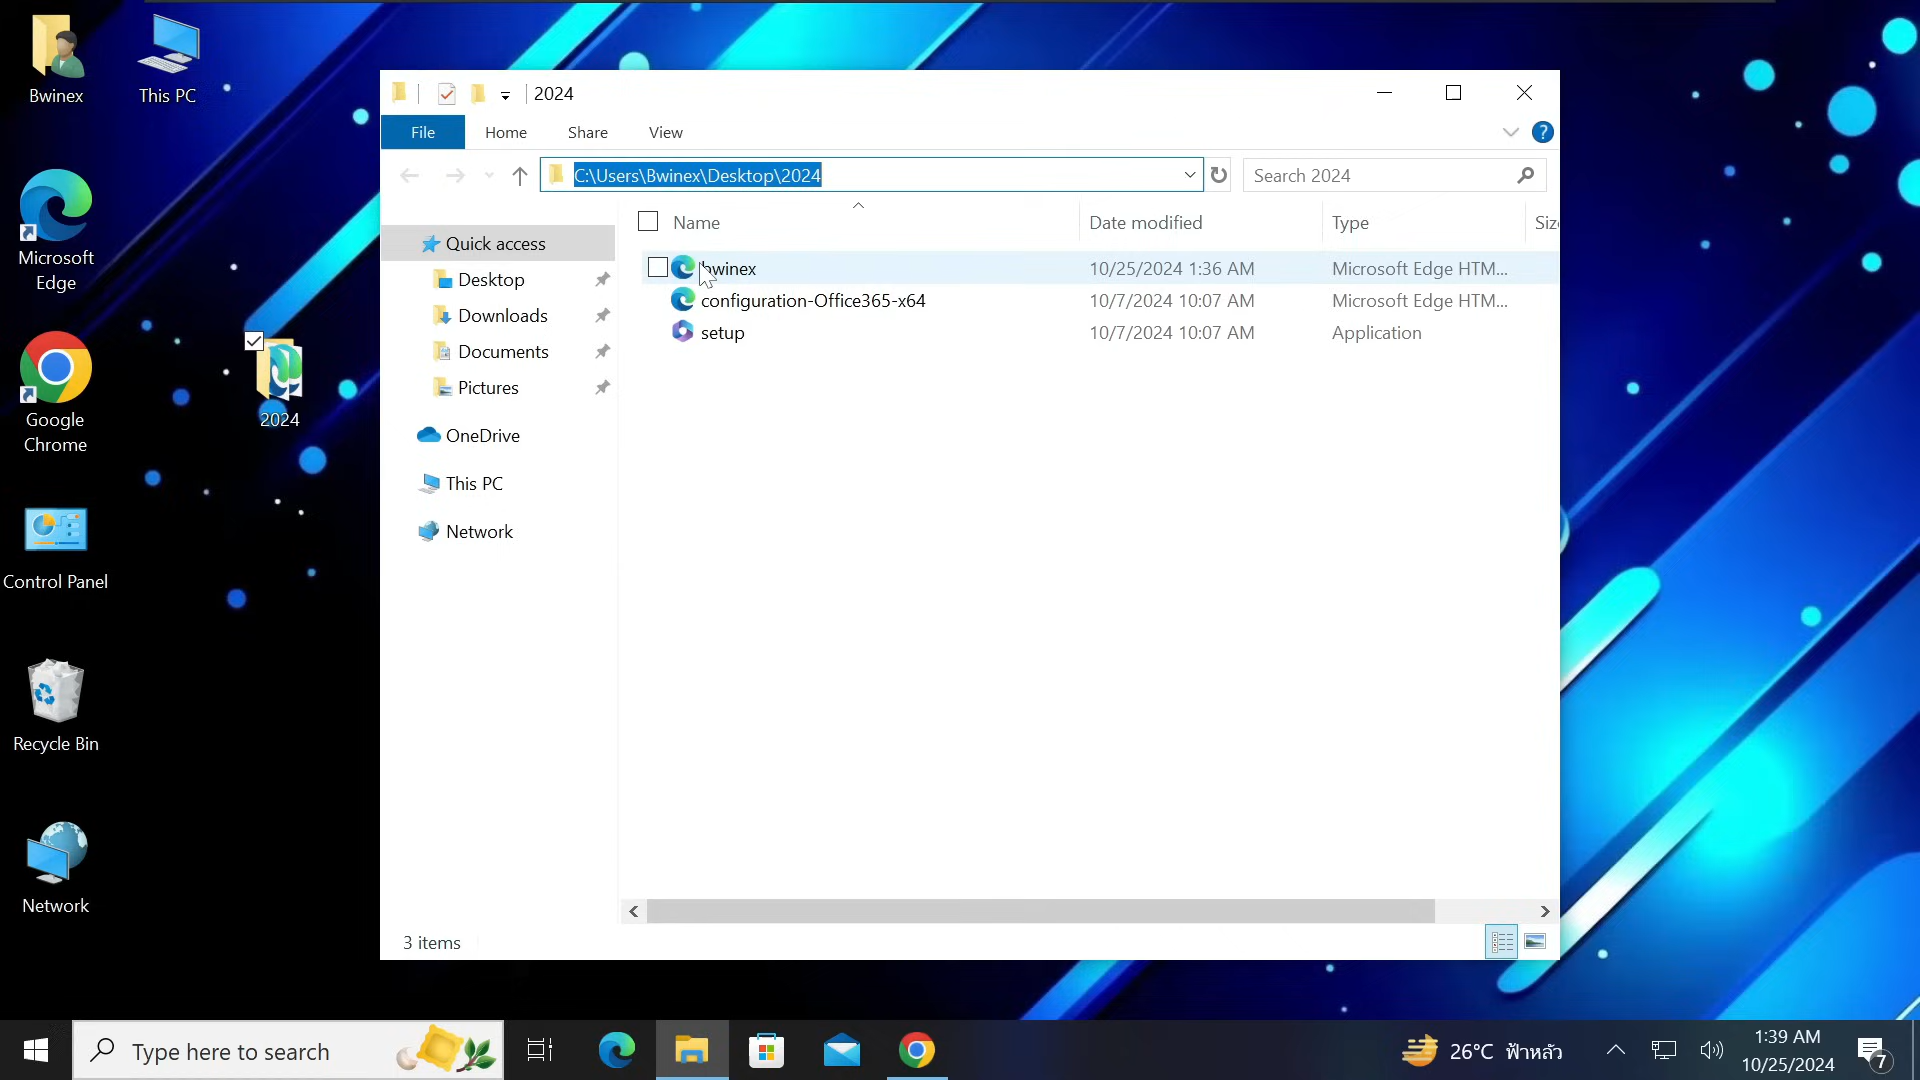 Bwinex
This PC
Microsoft
Edge
Google
Chrome
2024
Control Panel
Recycle Bin
Network
2024
File
Home
Share
View
?
C:\Users\Bwinex\Desktop\2024
Search 2024
Name
Date modified
Type
Siz
Quick access
Desktop
Downloads
Documents
Pictures
OneDrive
This PC
Network
bwinex
10/25/2024 1:36 AM
Microsoft Edge HTM...
configuration-Office365-x64
10/7/2024 10:07 AM
Microsoft Edge HTM...
setup
10/7/2024 10:07 AM
Application
3 items
Type here to search
26°C ฟ้าหลัว
1:39 AM
10/25/2024
7